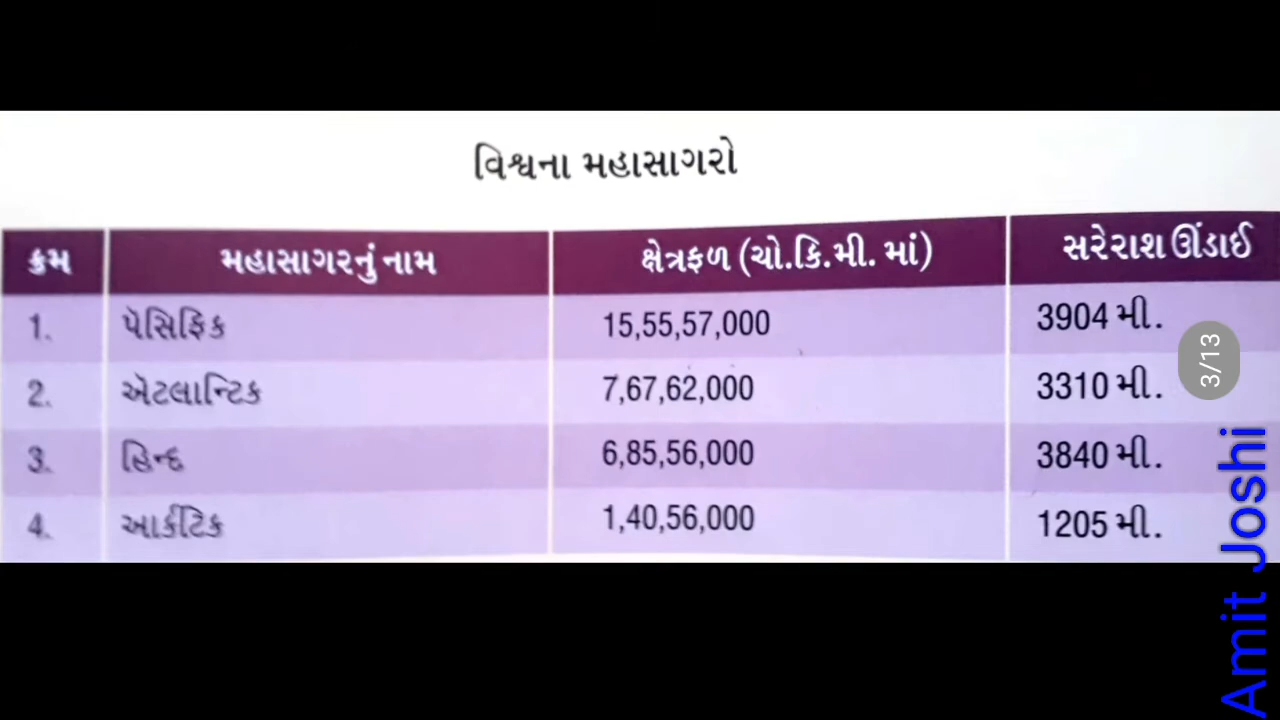 વિશ્વના મહાસાગરો
ક્રમ મહાસાગરનું નામ ક્ષેત્રફળ (ચો.કિ.મી. માં) સરેરાશ ઊંડાઈ
1. પૅસિફિક 15,55,57,000 3904 મી.
2. ઍટલાન્ટિક 7,67,62,000 3310 મી.
3. હિન્દ 6,85,56,000 3840 મી.
4. આર્કટિક 1,40,56,000 1205 મી.
3/13
Amit Joshi